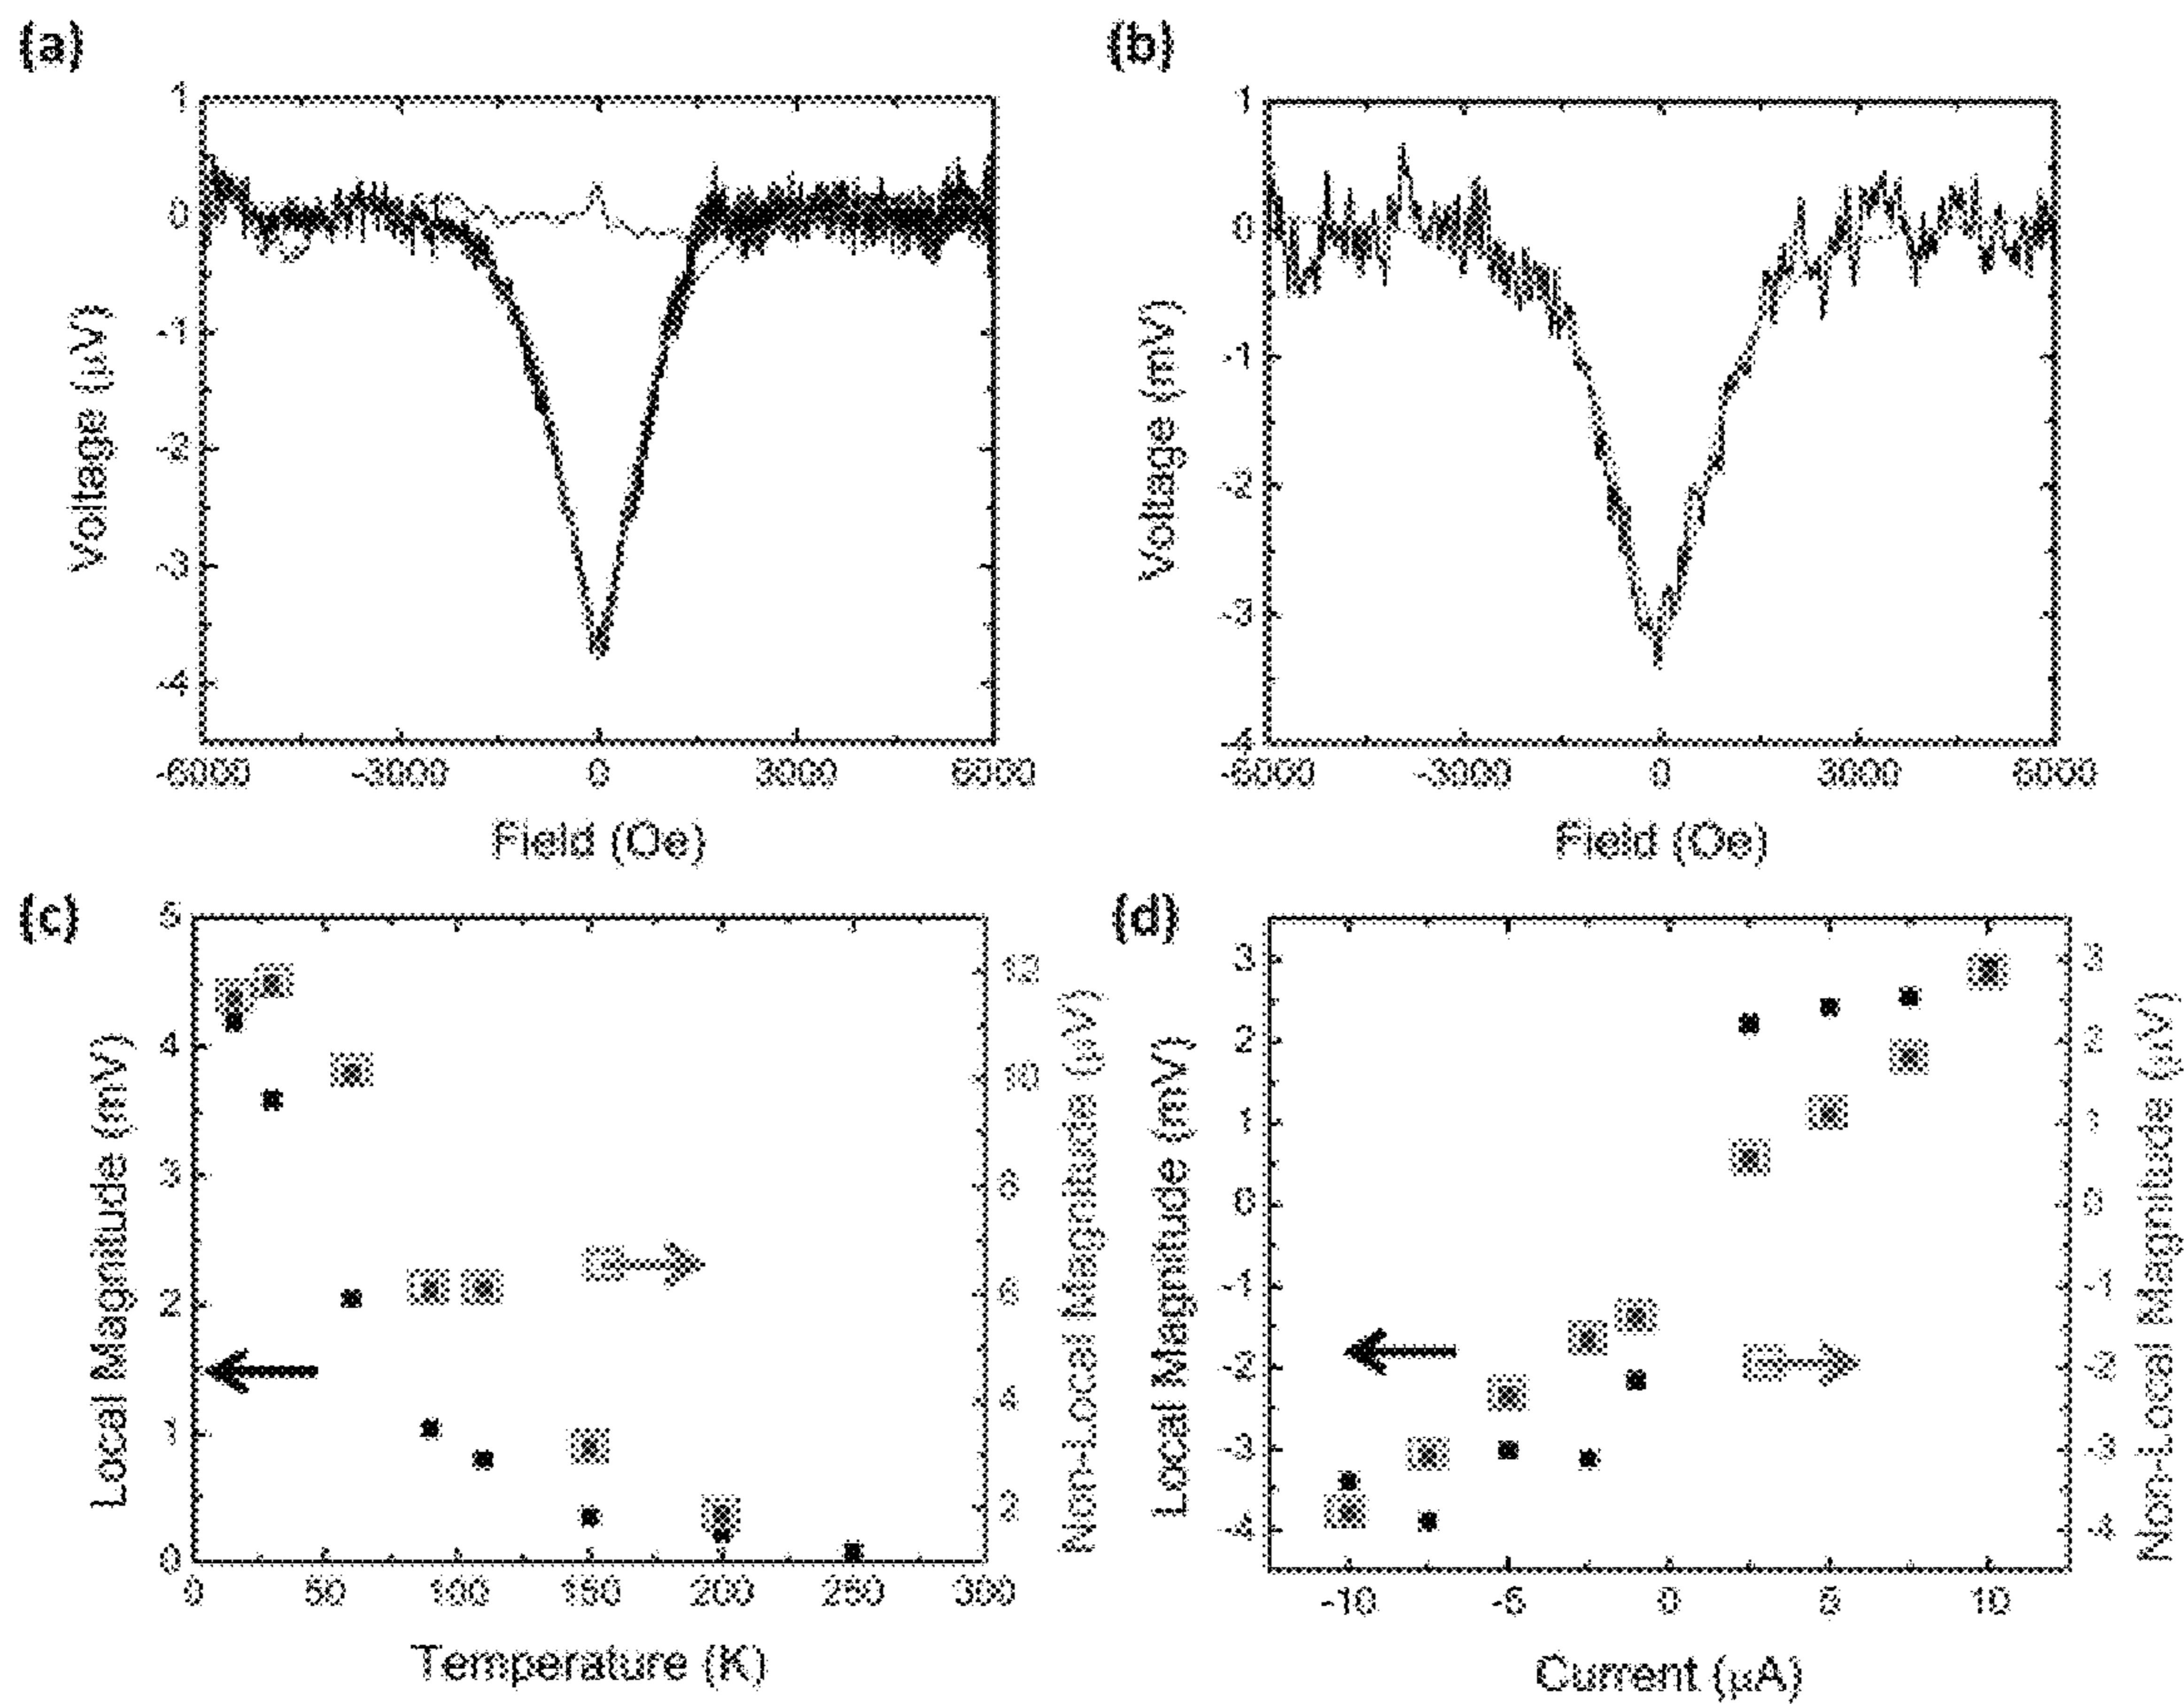 (a)
1
0
-1
-2
-3
-4
Voltage (µV)
-6000 -3000 0 3000 6000
Field (Oe)
(b)
1
0
-1
-2
-3
-4
Voltage (mV)
-6000 -3000 0 3000 6000
Field (Oe)
(c)
5
4
3
2
1
0
Local Magnitude (mV)
12
10
8
6
4
2
Non-Local Magnitude (µV)
0 50 100 150 200 250 300
Temperature (K)
(d)
3
2
1
0
-1
-2
-3
-4
Local Magnitude (mV)
3
2
1
0
-1
-2
-3
-4
Non-Local Magnitude (µV)
-10 -5 0 5 10
Current (µA)